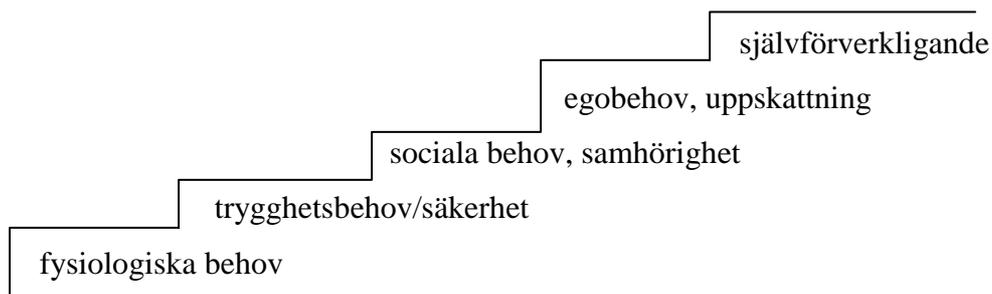 självförverkligande
egobehov, uppskattning
sociala behov, samhörighet
trygghetsbehov/säkerhet
fysiologiska behov